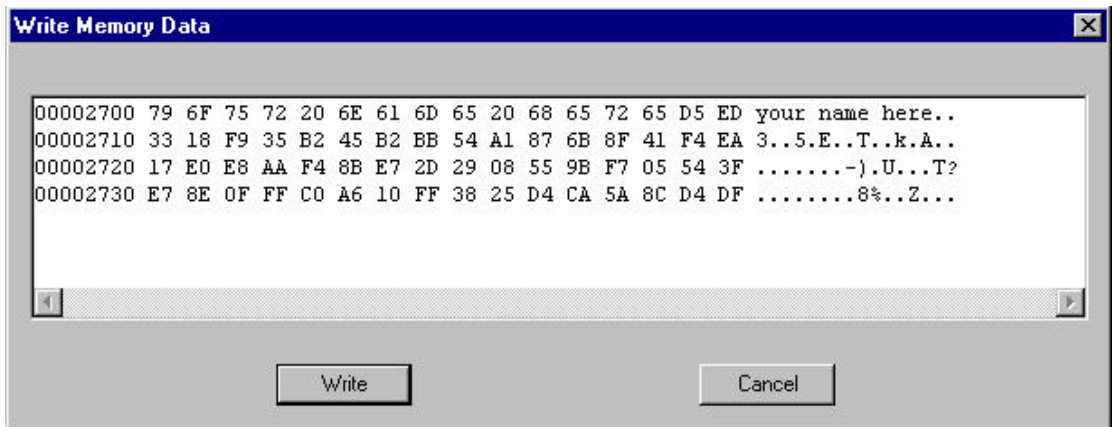 Write Memory Data
00002700 79 6F 75 72 20 6E 61 6D 65 20 68 65 72 65 D5 ED your name here..
00002710 33 18 F9 35 B2 45 B2 BB 54 A1 87 6B 8F 41 F4 EA 3..5.E..T..k.A..
00002720 17 E0 E8 AA F4 8B E7 2D 29 08 55 9B F7 05 54 3F .......-).U...T?
00002730 E7 8E 0F FF C0 A6 10 FF 38 25 D4 CA 5A 8C D4 DF ........8%..Z...
Write Cancel